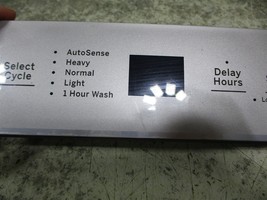 Select
Cycle
• AutoSense
• Heavy
• Normal
• Light
• 1 Hour Wash
Delay
Hours